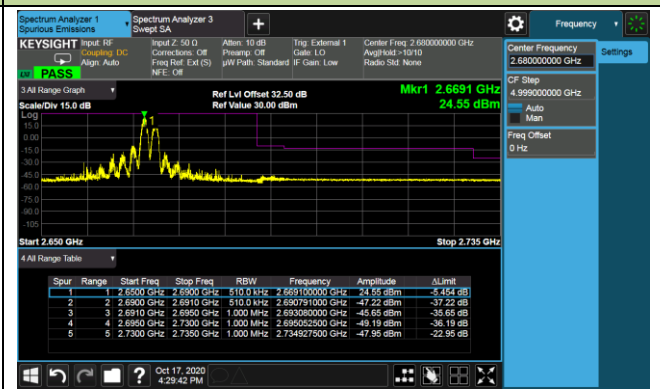 Spectrum Analyzer 1
Spurious Emissions
Spectrum Analyzer 3
Swept SA
Frequency
KEYSIGHT
Input: RF
Coupling: DC
Align: Auto
Input Z: 50 Ω
Corrections: Off
Freq Ref: Ext (S)
NFE: Off
Atten: 10 dB
Preamp: Off
µW Path: Standard
Trig: External 1
Gate: LO
IF Gain: Low
Center Freq: 2.680000000 GHz
Avg|Hold:>10/10
Radio Std: None
PASS
Center Frequency
2.680000000 GHz
Settings
CF Step
4.999000000 GHz
Auto
Man
Freq Offset
0 Hz
3 All Range Graph
Scale/Div 15.0 dB
Ref Lvl Offset 32.50 dB
Ref Value 30.00 dBm
Mkr1 2.6691 GHz
24.55 dBm
Log
15.0
0.00
-15.0
-30.0
-45.0
-60.0
-75.0
-90.0
-105
1
Start 2.650 GHz
Stop 2.735 GHz
4 All Range Table
Spur Range Start Freq Stop Freq RBW Frequency Amplitude ΔLimit
1 1 2.6500 GHz 2.6900 GHz 510.0 kHz 2.669100000 GHz 24.55 dBm -5.454 dB
2 2 2.6900 GHz 2.6910 GHz 510.0 kHz 2.690791000 GHz -47.22 dBm -37.22 dB
3 3 2.6910 GHz 2.6950 GHz 1.000 MHz 2.693080000 GHz -45.65 dBm -35.65 dB
4 4 2.6950 GHz 2.7300 GHz 1.000 MHz 2.695052500 GHz -49.19 dBm -36.19 dB
5 5 2.7300 GHz 2.7350 GHz 1.000 MHz 2.734927500 GHz -47.95 dBm -22.95 dB
?
Oct 17, 2020
4:29:42 PM